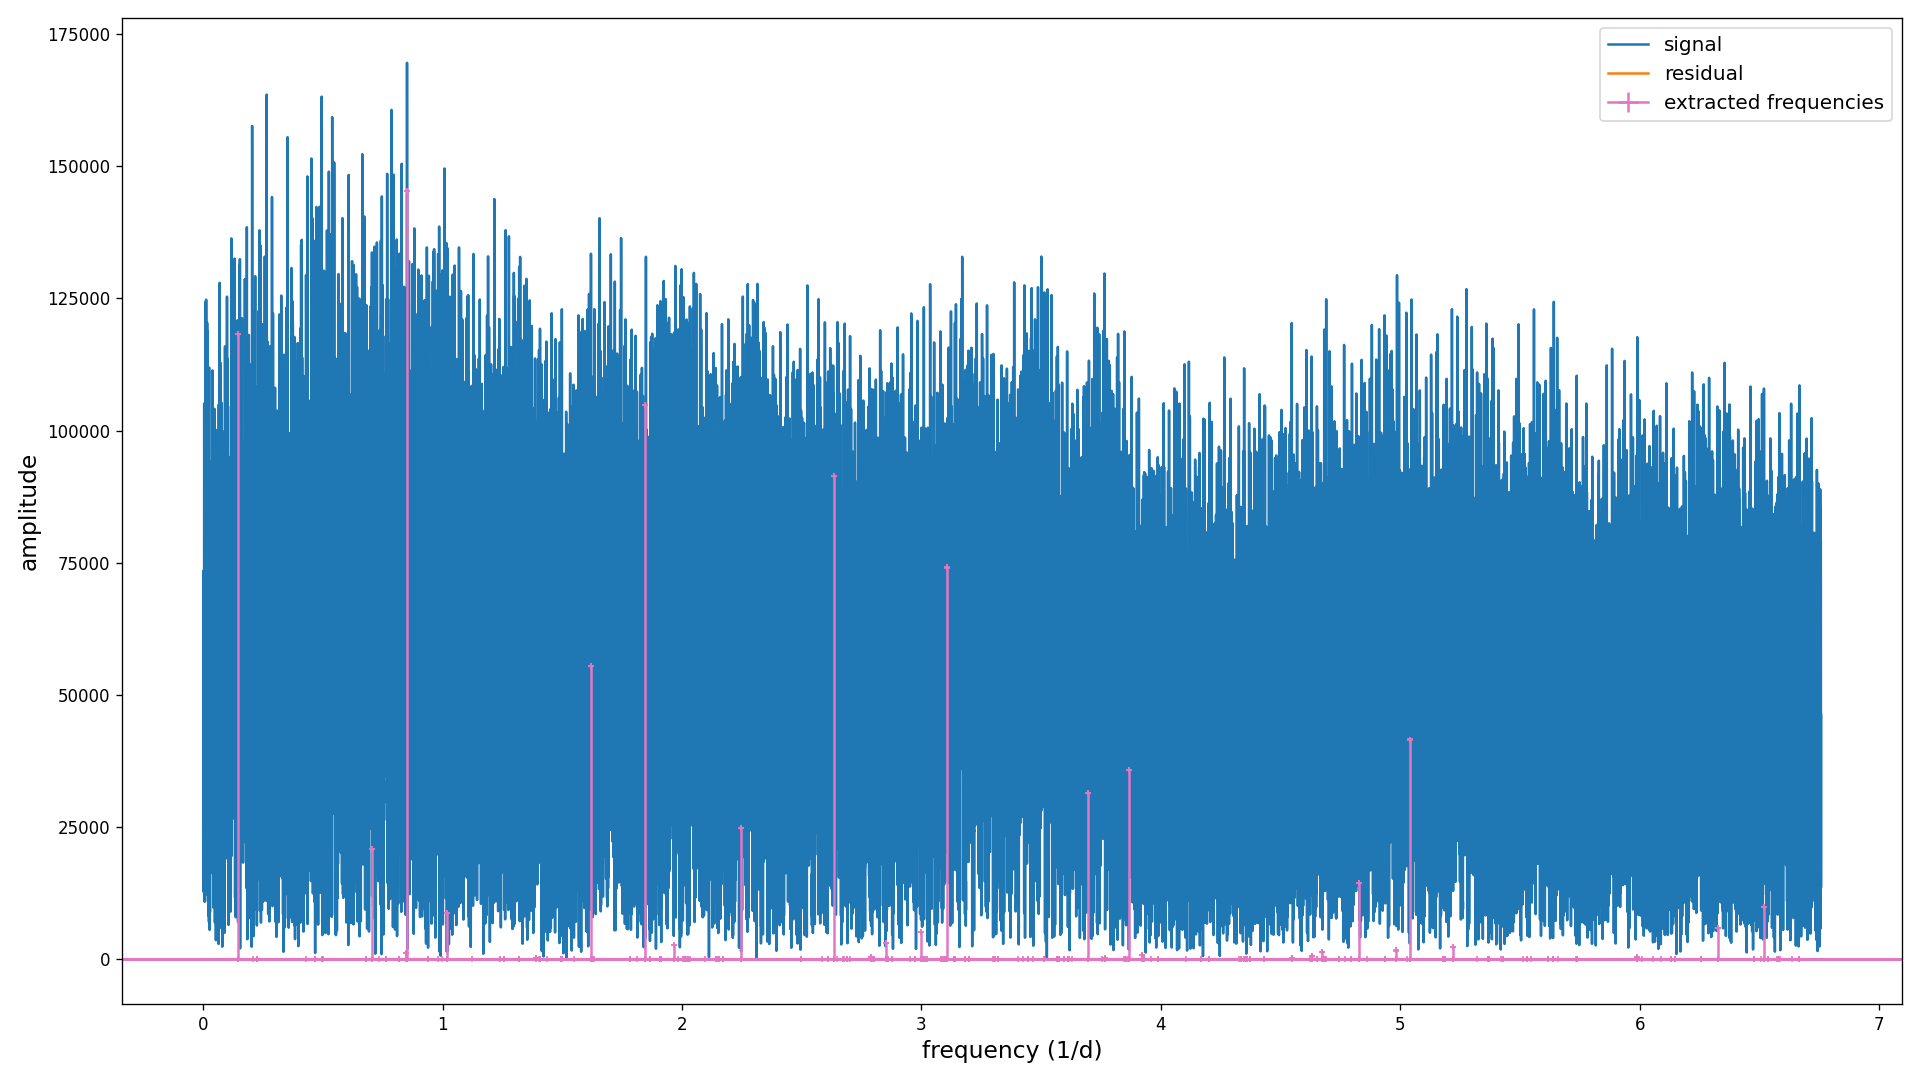 175000
150000
125000
100000
75000
50000
25000
0
amplitude
signal
residual
extracted frequencies
0 1 2 3 4 5 6 7
frequency (1/d)